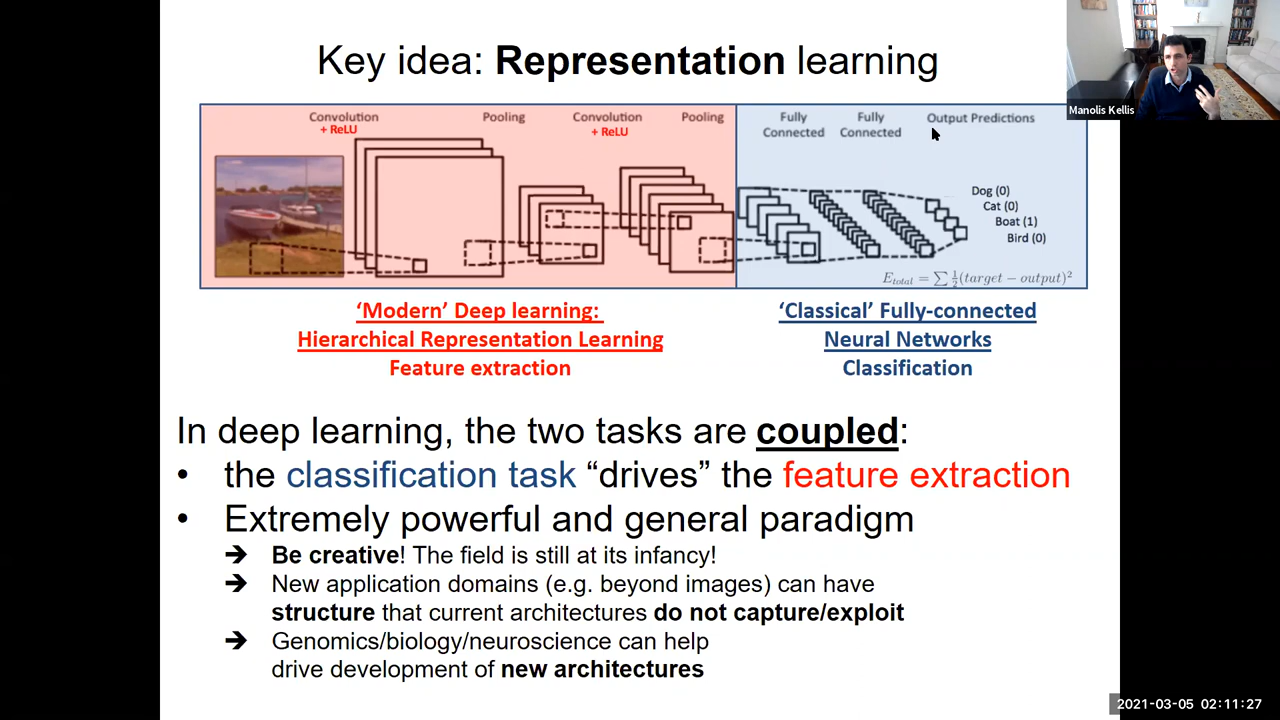 Key idea: Representation learning
Manolis Kellis
Convolution
+ ReLU
Pooling
Convolution
+ ReLU
Pooling
Fully
Connected
Fully
Connected
Output Predictions
Dog (0)
Cat (0)
Boat (1)
Bird (0)
E_total = ∑ ½(target − output)²
‘Modern’ Deep learning:
Hierarchical Representation Learning
Feature extraction
‘Classical’ Fully-connected
Neural Networks
Classification
In deep learning, the two tasks are coupled:
• the classification task “drives” the feature extraction
• Extremely powerful and general paradigm
➔ Be creative! The field is still at its infancy!
➔ New application domains (e.g. beyond images) can have
structure that current architectures do not capture/exploit
➔ Genomics/biology/neuroscience can help
drive development of new architectures
2021-03-05 02:11:27